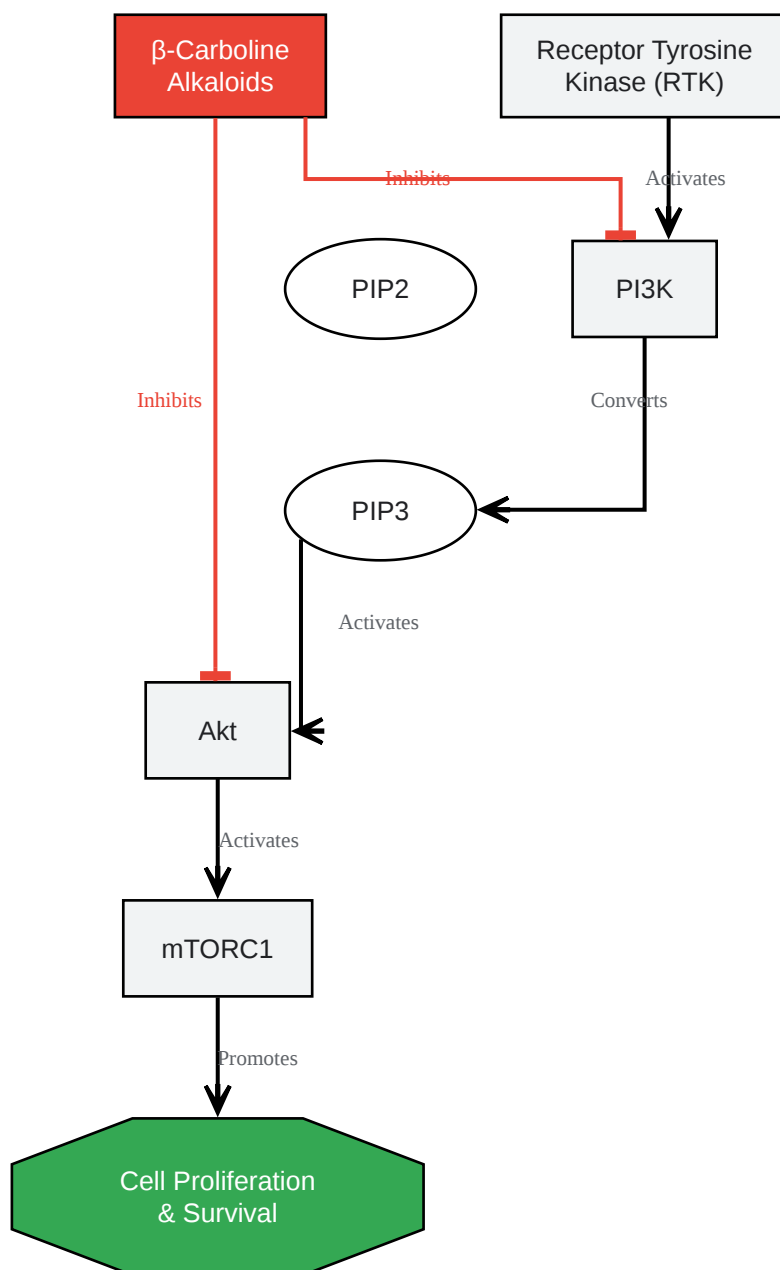 β-Carboline
Alkaloids
Receptor Tyrosine
Kinase (RTK)
Inhibits
Activates
PIP2
PI3K
Inhibits
Converts
PIP3
Activates
Akt
Activates
mTORC1
Promotes
Cell Proliferation
& Survival